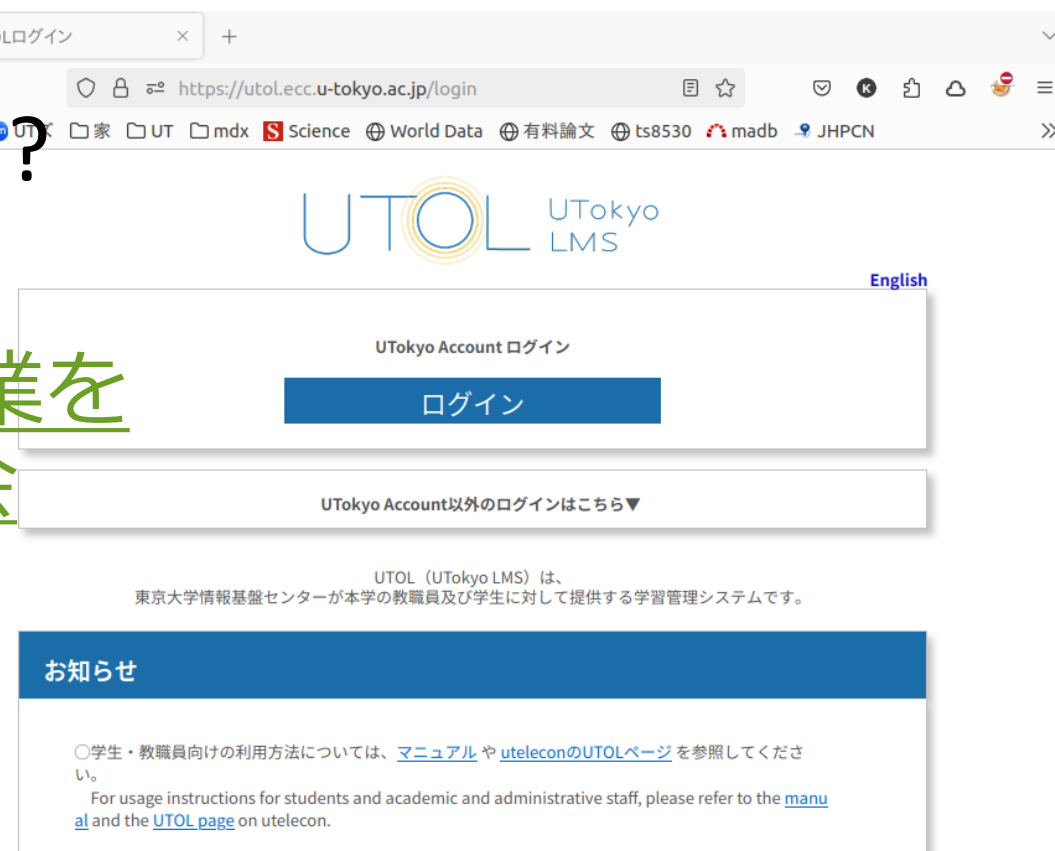 Lログイン
https://utol.ecc.u-tokyo.ac.jp/login
K
UTズ 家 UT mdx S Science World Data 有料論文 ts8530 madb JHPCN
?
UTOL UTokyo
LMS
English
UTokyo Account ログイン
ログイン
業を
UTokyo Account以外のログインはこちら▼
UTOL（UTokyo LMS）は、
東京大学情報基盤センターが本学の教職員及び学生に対して提供する学習管理システムです。
お知らせ
○学生・教職員向けの利用方法については、マニュアル や uteleconのUTOLページ を参照してくださ
い。
For usage instructions for students and academic and administrative staff, please refer to the manu
al and the UTOL page on utelecon.